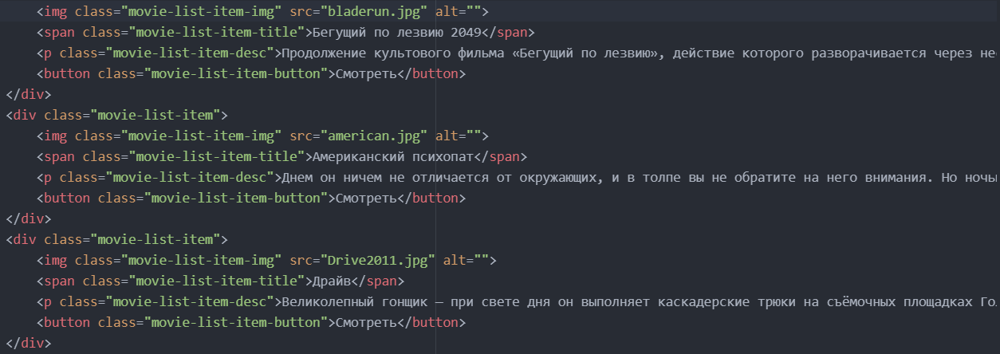 <img class="movie-list-item-img" src="bladerun.jpg" alt="">
<span class="movie-list-item-title">Бегущий по лезвию 2049</span>
<p class="movie-list-item-desc">Продолжение культового фильма «Бегущий по лезвию», действие которого разворачивается через не
<button class="movie-list-item-button">Смотреть</button>
</div>
<div class="movie-list-item">
<img class="movie-list-item-img" src="american.jpg" alt="">
<span class="movie-list-item-title">Американский психопат</span>
<p class="movie-list-item-desc">Днем он ничем не отличается от окружающих, и в толпе вы не обратите на него внимания. Но ночь
<button class="movie-list-item-button">Смотреть</button>
</div>
<div class="movie-list-item">
<img class="movie-list-item-img" src="Drive2011.jpg" alt="">
<span class="movie-list-item-title">Драйв</span>
<p class="movie-list-item-desc">Великолепный гонщик – при свете дня он выполняет каскадерские трюки на съёмочных площадках Го
<button class="movie-list-item-button">Смотреть</button>
</div>